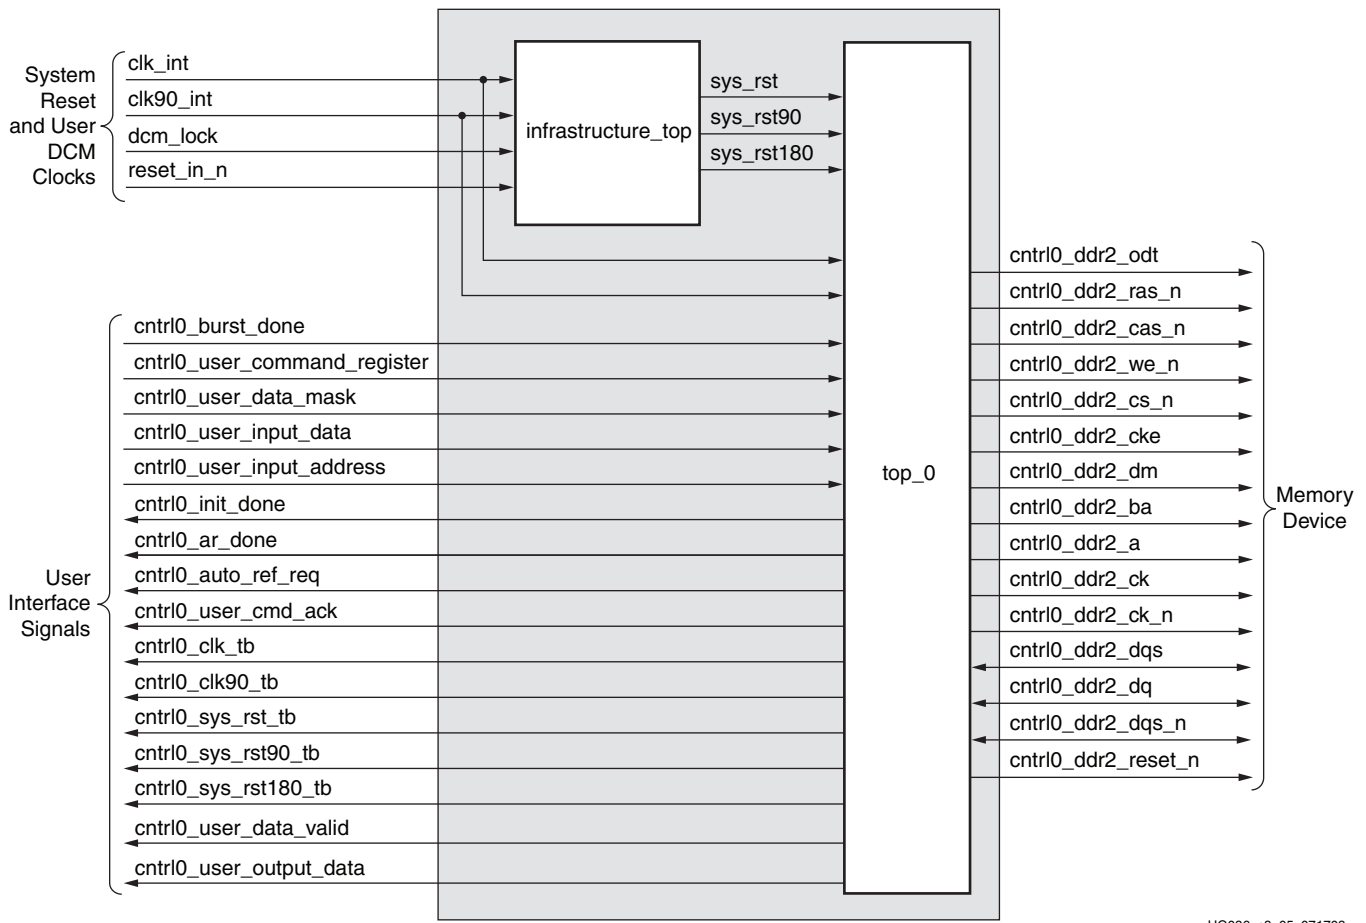 System
Reset
and User
DCM
Clocks
clk_int
clk90_int
dcm_lock
reset_in_n
infrastructure_top
sys_rst
sys_rst90
sys_rst180
top_0
User
Interface
Signals
cntrl0_burst_done
cntrl0_user_command_register
cntrl0_user_data_mask
cntrl0_user_input_data
cntrl0_user_input_address
cntrl0_init_done
cntrl0_ar_done
cntrl0_auto_ref_req
cntrl0_user_cmd_ack
cntrl0_clk_tb
cntrl0_clk90_tb
cntrl0_sys_rst_tb
cntrl0_sys_rst90_tb
cntrl0_sys_rst180_tb
cntrl0_user_data_valid
cntrl0_user_output_data
cntrl0_ddr2_odt
cntrl0_ddr2_ras_n
cntrl0_ddr2_cas_n
cntrl0_ddr2_we_n
cntrl0_ddr2_cs_n
cntrl0_ddr2_cke
cntrl0_ddr2_dm
cntrl0_ddr2_ba
cntrl0_ddr2_a
cntrl0_ddr2_ck
cntrl0_ddr2_ck_n
cntrl0_ddr2_dqs
cntrl0_ddr2_dq
cntrl0_ddr2_dqs_n
cntrl0_ddr2_reset_n
Memory
Device